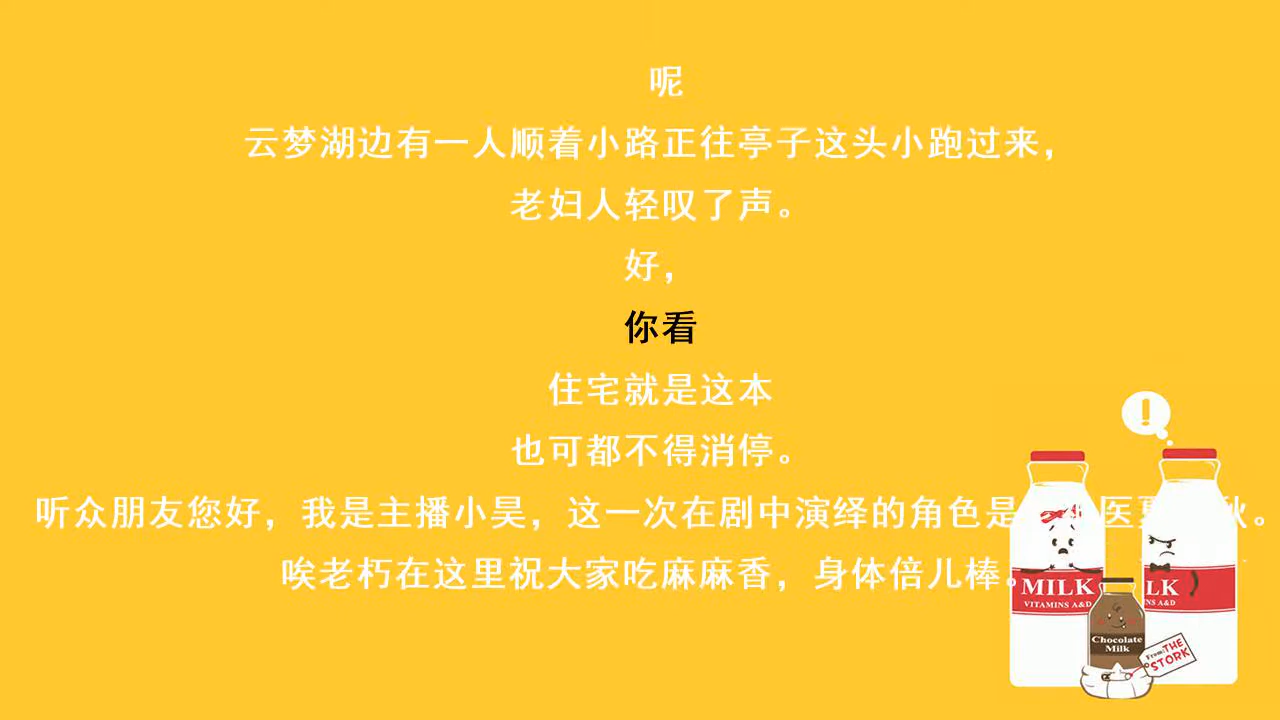 呢
云梦湖边有一人顺着小路正往亭子这头小跑过来，
老妇人轻叹了声。
好，
你看
住宅就是这本
也可都不得消停。
听众朋友您好，我是主播小昊，这一次在剧中演绎的角色是 医 秋。
唉老朽在这里祝大家吃麻麻香，身体倍儿棒。
!
MILK
VITAMINS A&D
LK
NS A&D
Chocolate
Milk
From: THE
STORK